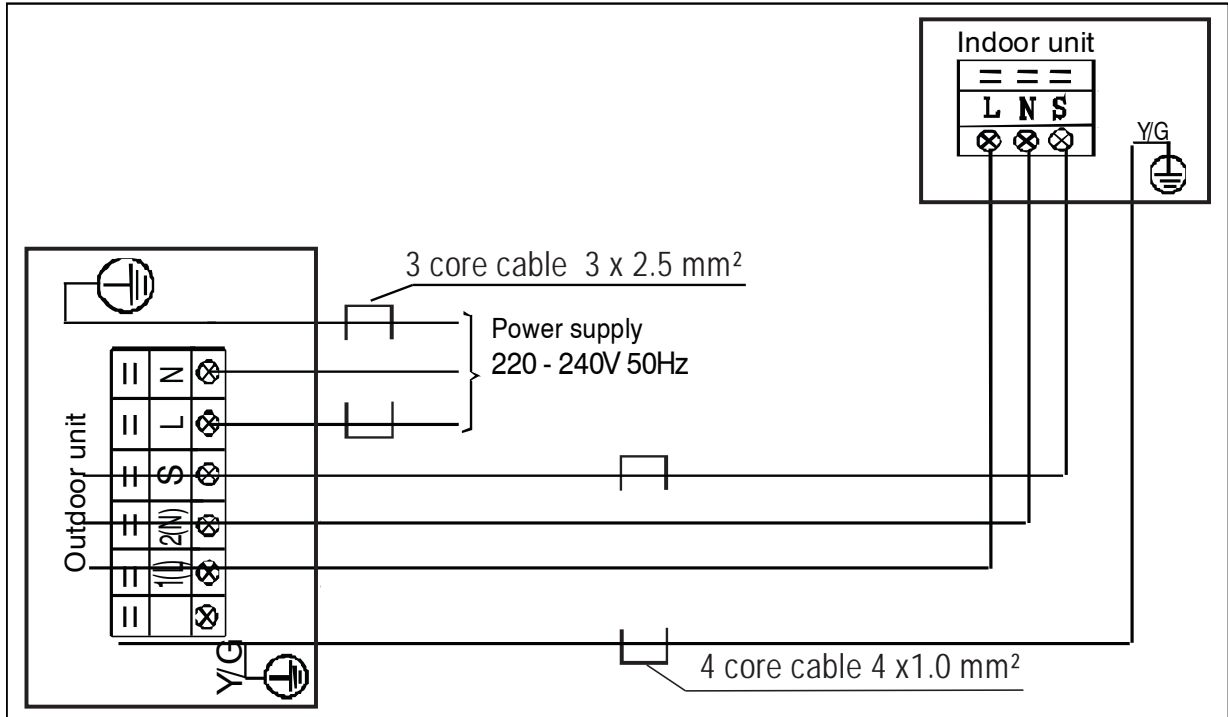 Indoor unit
L N S
Y/G
3 core cable 3 x 2.5 mm²
Power supply
220 - 240V 50Hz
Outdoor unit
N
L
S
2(N)
1(L)
Y/G
4 core cable 4 x1.0 mm²